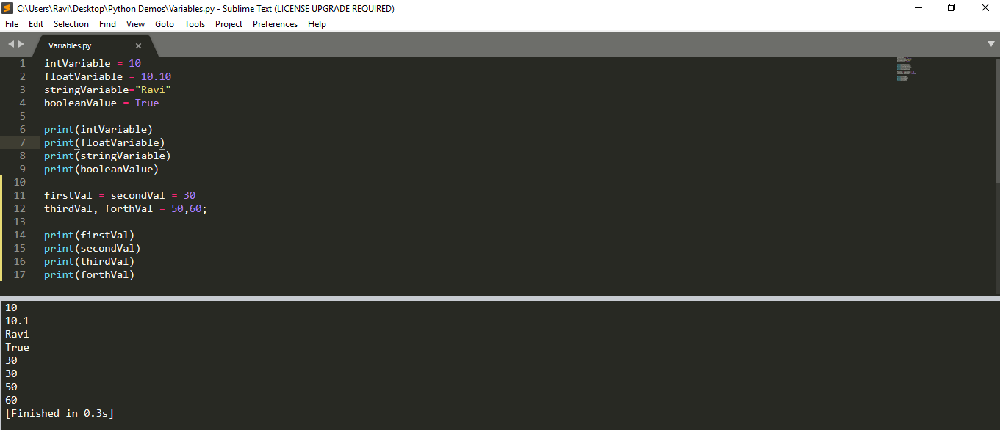 C:\Users\Ravi\Desktop\Python Demos\Variables.py - Sublime Text (LICENSE UPGRADE REQUIRED)
File Edit Selection Find View Goto Tools Project Preferences Help
Variables.py
1 intVariable = 10
2 floatVariable = 10.10
3 stringVariable="Ravi"
4 booleanValue = True
5
6 print(intVariable)
7 print(floatVariable)
8 print(stringVariable)
9 print(booleanValue)
10
11 firstVal = secondVal = 30
12 thirdVal, forthVal = 50,60;
13
14 print(firstVal)
15 print(secondVal)
16 print(thirdVal)
17 print(forthVal)
10
10.1
Ravi
True
30
30
50
60
[Finished in 0.3s]